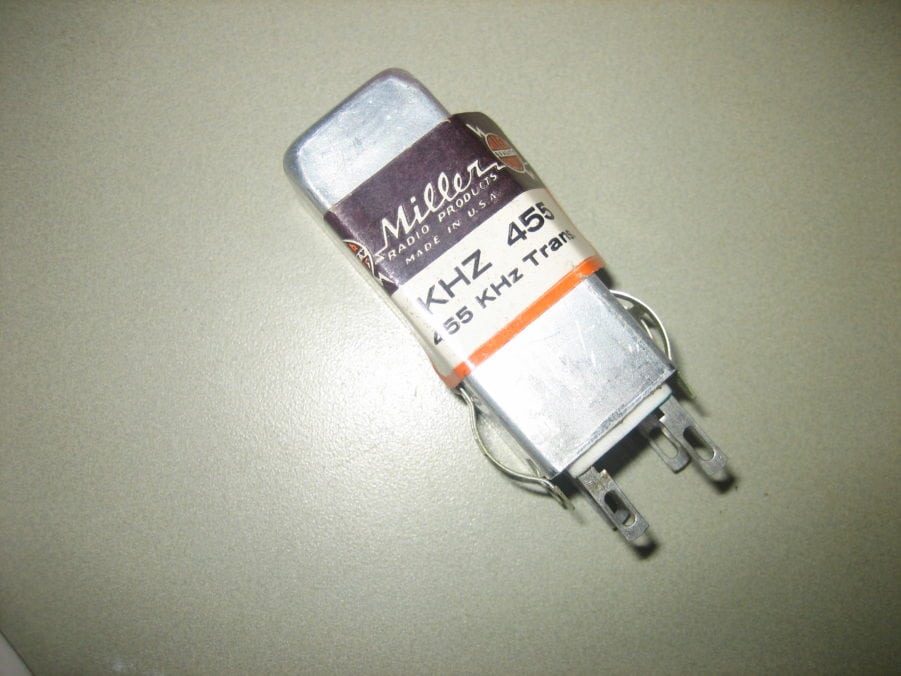 Miller
RADIO PRODUCTS
MADE IN U.S.A.
KHZ 455
455 KHz Trans